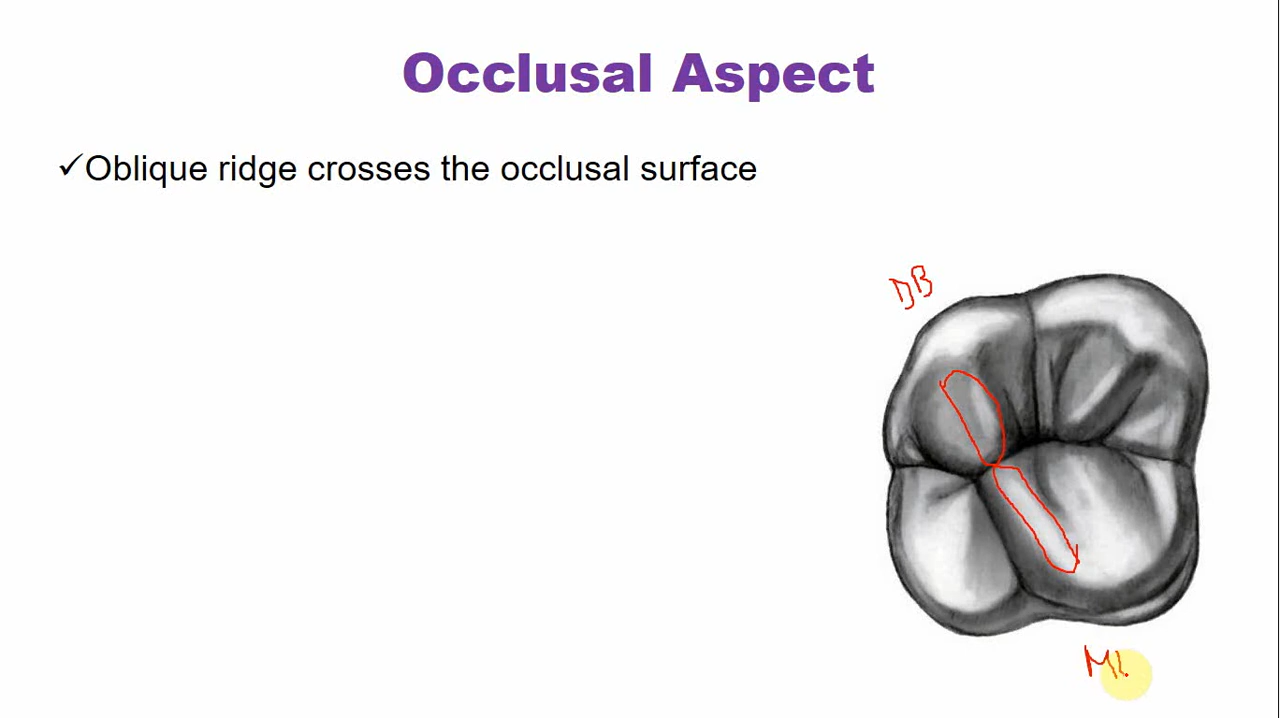 Occlusal Aspect
✓Oblique ridge crosses the occlusal surface
DB
ML